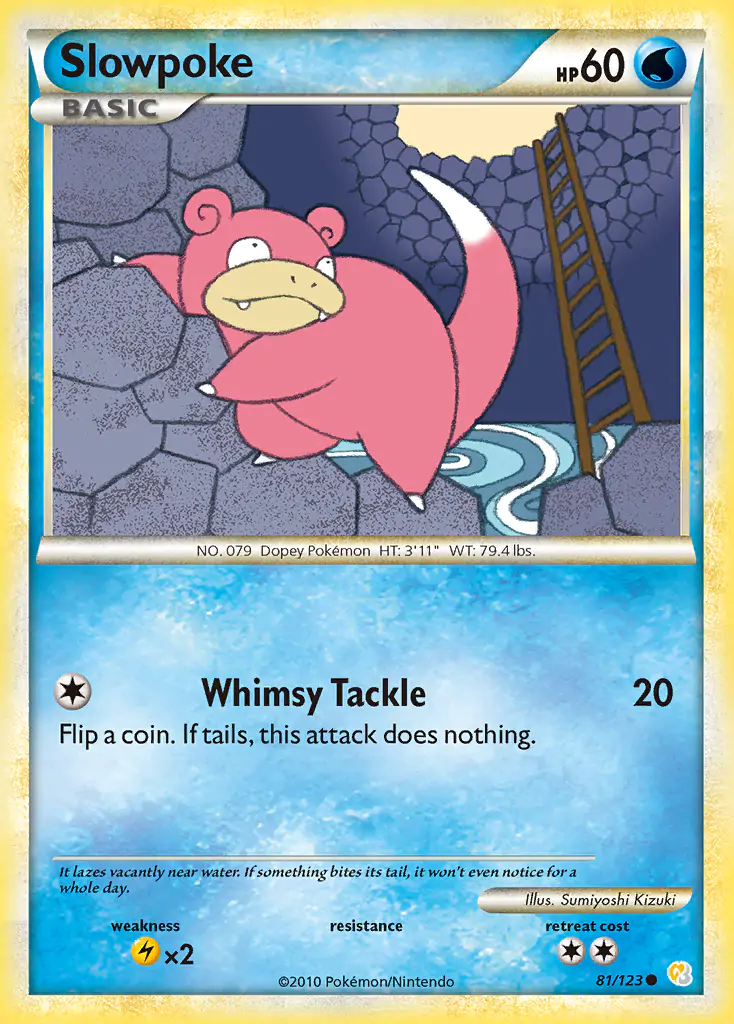 Slowpoke
HP60
BASIC
NO. 079 Dopey Pokémon HT: 3'11" WT: 79.4 lbs.
Whimsy Tackle 20
Flip a coin. If tails, this attack does nothing.
It lazes vacantly near water. If something bites its tail, it won't even notice for a
whole day.
Illus. Sumiyoshi Kizuki
weakness resistance retreat cost
×2
©2010 Pokémon/Nintendo
81/123